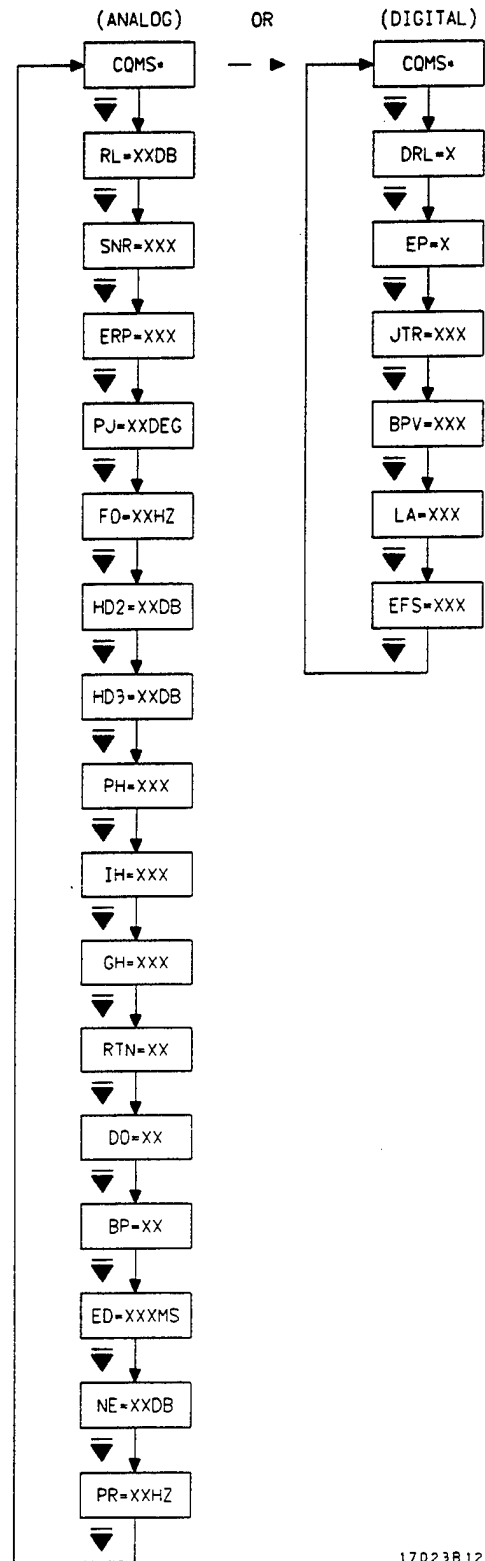 (ANALOG) OR (DIGITAL)
CQMS*
RL=XXDB
SNR=XXX
ERP=XXX
PJ=XXDEG
FO=XXHZ
HD2=XXDB
HD3=XXDB
PH=XXX
IH=XXX
GH=XXX
RTN=XX
DO=XX
BP=XX
ED=XXXMS
NE=XXDB
PR=XXHZ
CQMS*
DRL=X
EP=X
JTR=XXX
BPV=XXX
LA=XXX
EFS=XXX
17023B12